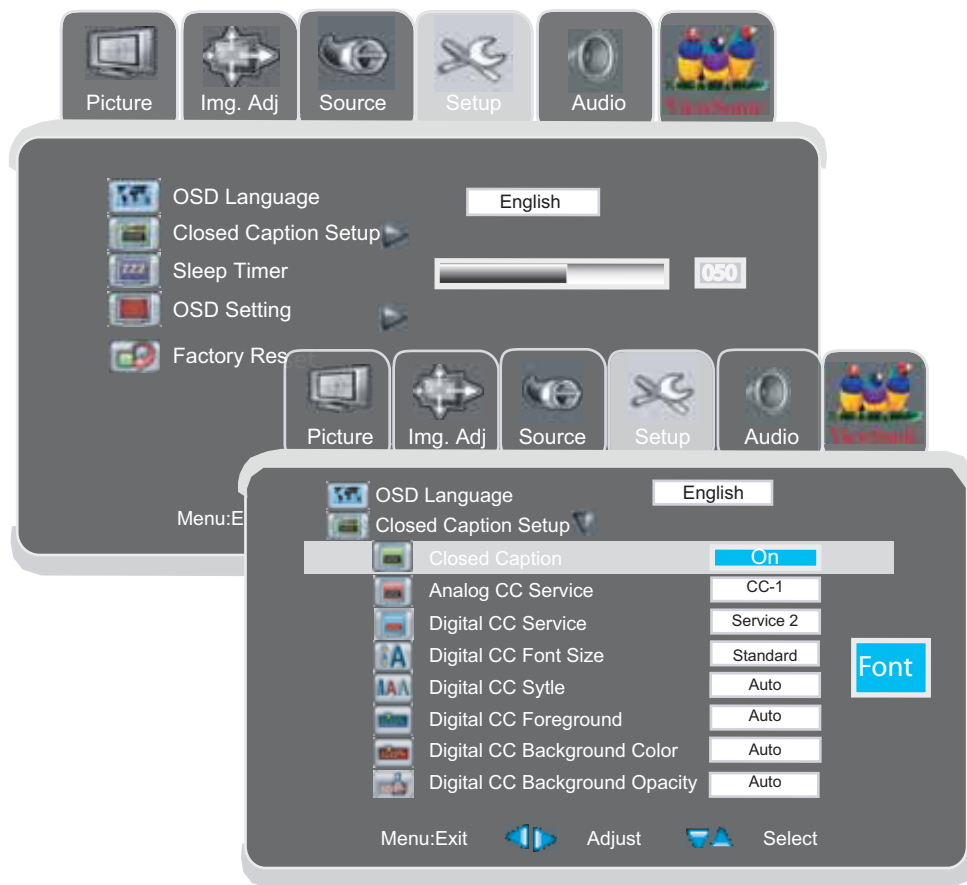 Picture Img. Adj Source Setup Audio ViewSonic
OSD Language English
Closed Caption Setup
Sleep Timer 050
OSD Setting
Factory Reset
Picture Img. Adj Source Setup Audio ViewSonic
Menu:E
OSD Language English
Closed Caption Setup
Closed Caption On
Analog CC Service CC-1
Digital CC Service Service 2
Digital CC Font Size Standard
Font
Digital CC Sytle Auto
Digital CC Foreground Auto
Digital CC Background Color Auto
Digital CC Background Opacity Auto
Menu:Exit Adjust Select